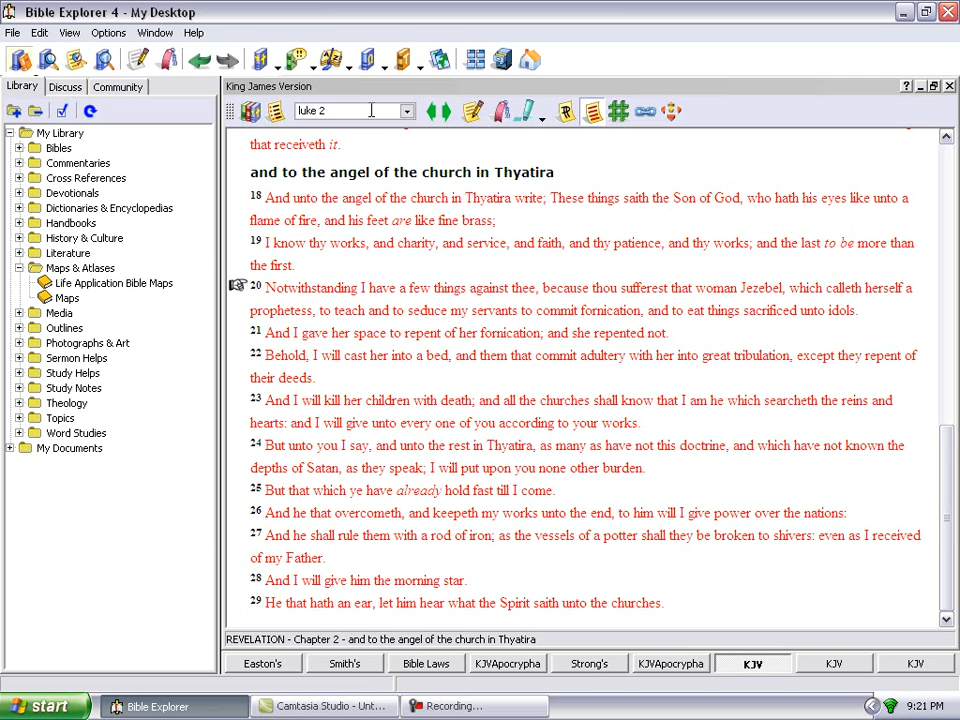 Bible Explorer 4 - My Desktop
File Edit View Options Window Help
Library Discuss Community
King James Version
luke 2
My Library
Bibles
Commentaries
Cross References
Devotionals
Dictionaries & Encyclopedias
Handbooks
History & Culture
Literature
Maps & Atlases
Life Application Bible Maps
Maps
Media
Outlines
Photographs & Art
Sermon Helps
Study Helps
Study Notes
Theology
Topics
Word Studies
My Documents
that receiveth it.
and to the angel of the church in Thyatira
18 And unto the angel of the church in Thyatira write; These things saith the Son of God, who hath his eyes like unto a
flame of fire, and his feet are like fine brass;
19 I know thy works, and charity, and service, and faith, and thy patience, and thy works; and the last to be more than
the first.
20 Notwithstanding I have a few things against thee, because thou sufferest that woman Jezebel, which calleth herself a
prophetess, to teach and to seduce my servants to commit fornication, and to eat things sacrificed unto idols.
21 And I gave her space to repent of her fornication; and she repented not.
22 Behold, I will cast her into a bed, and them that commit adultery with her into great tribulation, except they repent of
their deeds.
23 And I will kill her children with death; and all the churches shall know that I am he which searcheth the reins and
hearts: and I will give unto every one of you according to your works.
24 But unto you I say, and unto the rest in Thyatira, as many as have not this doctrine, and which have not known the
depths of Satan, as they speak; I will put upon you none other burden.
25 But that which ye have already hold fast till I come.
26 And he that overcometh, and keepeth my works unto the end, to him will I give power over the nations:
27 And he shall rule them with a rod of iron; as the vessels of a potter shall they be broken to shivers: even as I received
of my Father.
28 And I will give him the morning star.
29 He that hath an ear, let him hear what the Spirit saith unto the churches.
REVELATION - Chapter 2 - and to the angel of the church in Thyatira
Easton's Smith's Bible Laws KJVApocrypha Strong's KJVApocrypha KJV KJV KJV
start Bible Explorer Camtasia Studio - Unt... Recording... 9:21 PM